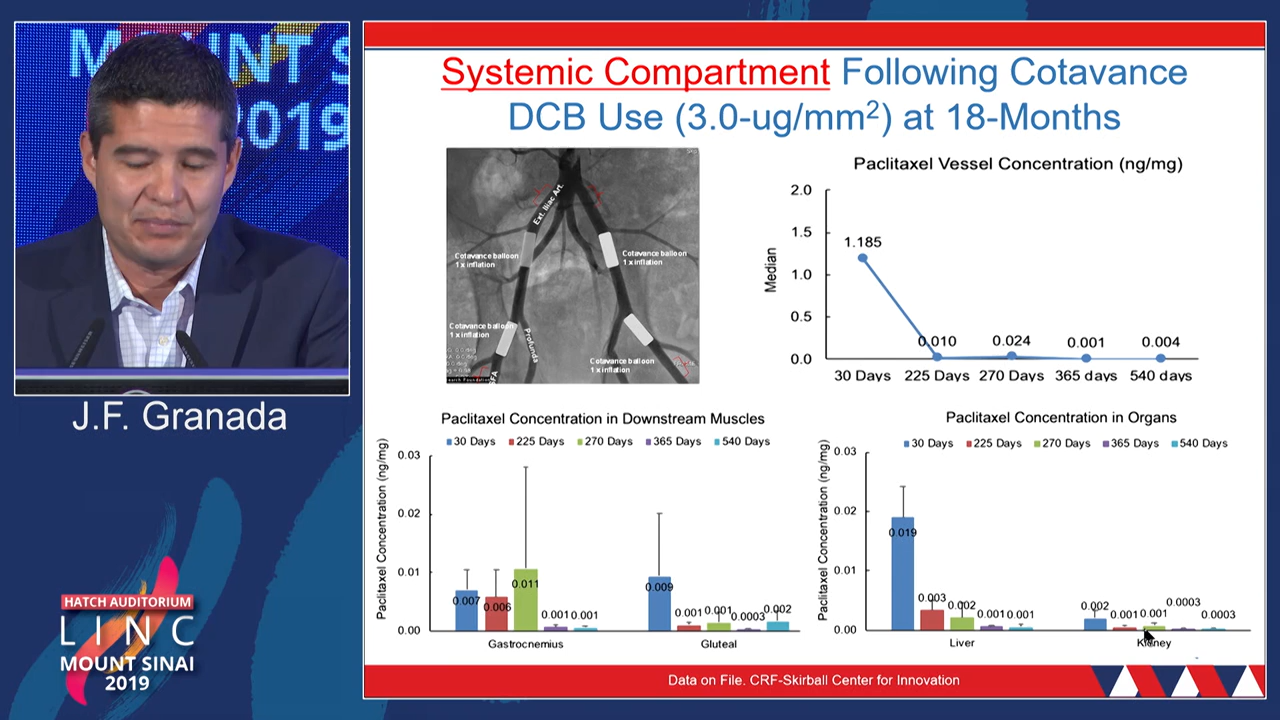 MOUNT S
2019
J.F. Granada
HATCH AUDITORIUM
LINC
MOUNT SINAI
2019
Systemic Compartment Following Cotavance
DCB Use (3.0-ug/mm²) at 18-Months
Ext. Iliac Art.
Cotavance balloon
1 x inflation
Cotavance balloon
1 x inflation
Cotavance balloon
1 x inflation
Profunda
SFA
Cotavance balloon
1 x inflation
Paclitaxel Vessel Concentration (ng/mg)
Median
2.0
1.5
1.0
0.5
0.0
1.185
0.010
0.024
0.001
0.004
30 Days
225 Days
270 Days
365 days
540 days
Paclitaxel Concentration in Downstream Muscles
30 Days 225 Days 270 Days 365 Days 540 Days
Paclitaxel Concentration (ng/mg)
0.03
0.02
0.01
0.00
0.007
0.006
0.011
0.001
0.001
0.009
0.001
0.001
0.0003
0.002
Gastrocnemius
Gluteal
Paclitaxel Concentration in Organs
30 Days 225 Days 270 Days 365 Days 540 Days
Paclitaxel Concentration (ng/mg)
0.03
0.02
0.01
0.00
0.019
0.003
0.002
0.001
0.001
0.002
0.001
0.001
0.0003
0.0003
Liver
Kidney
Data on File. CRF-Skirball Center for Innovation